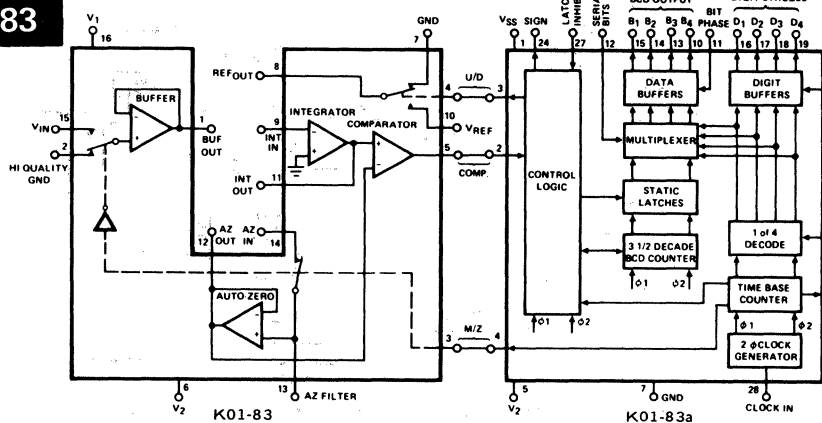 83
V1
16
GND
7
REFOUT
8
U/D
4
3
BUFFER
VIN
15
1
BUF
OUT
2
HI QUALITY
GND
9
INT
IN
INTEGRATOR
COMPARATOR
10
VREF
5
2
COMP.
INT
OUT
11
AZ
OUT
12
AZ
IN
14
AUTO-ZERO
M/Z
3
4
6
V2
13
AZ FILTER
K01-83
VSS
1
SIGN
24
27
12
B1 B2 B3 B4
15 14 13 10
BIT
PHASE
11
D1 D2 D3 D4
16 17 18 19
DATA
BUFFERS
DIGIT
BUFFERS
MULTIPLEXER
CONTROL
LOGIC
STATIC
LATCHES
3 1/2 DECADE
BCD COUNTER
ϕ1 ϕ2
1 of 4
DECODE
TIME BASE
COUNTER
ϕ1 ϕ2
ϕ1 ϕ2
2 ϕ CLOCK
GENERATOR
5
V2
7
GND
28
CLOCK IN
K01-83a